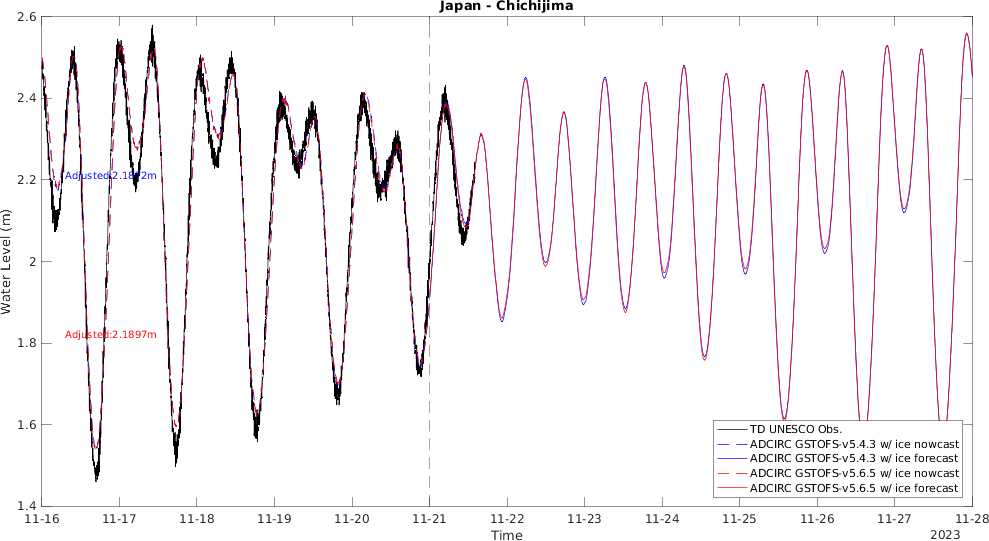 Japan - Chichijima
2.6
2.4
2.2
2
1.8
1.6
1.4
Water Level (m)
Adjusted:2.1897m
TD UNESCO Obs.
ADCIRC GSTOFS-v5.4.3 w/ ice nowcast
ADCIRC GSTOFS-v5.4.3 w/ ice forecast
ADCIRC GSTOFS-v5.6.5 w/ ice nowcast
ADCIRC GSTOFS-v5.6.5 w/ ice forecast
11-16 11-17 11-18 11-19 11-20 11-21 11-22 11-23 11-24 11-25 11-26 11-27 11-28
Time
2023